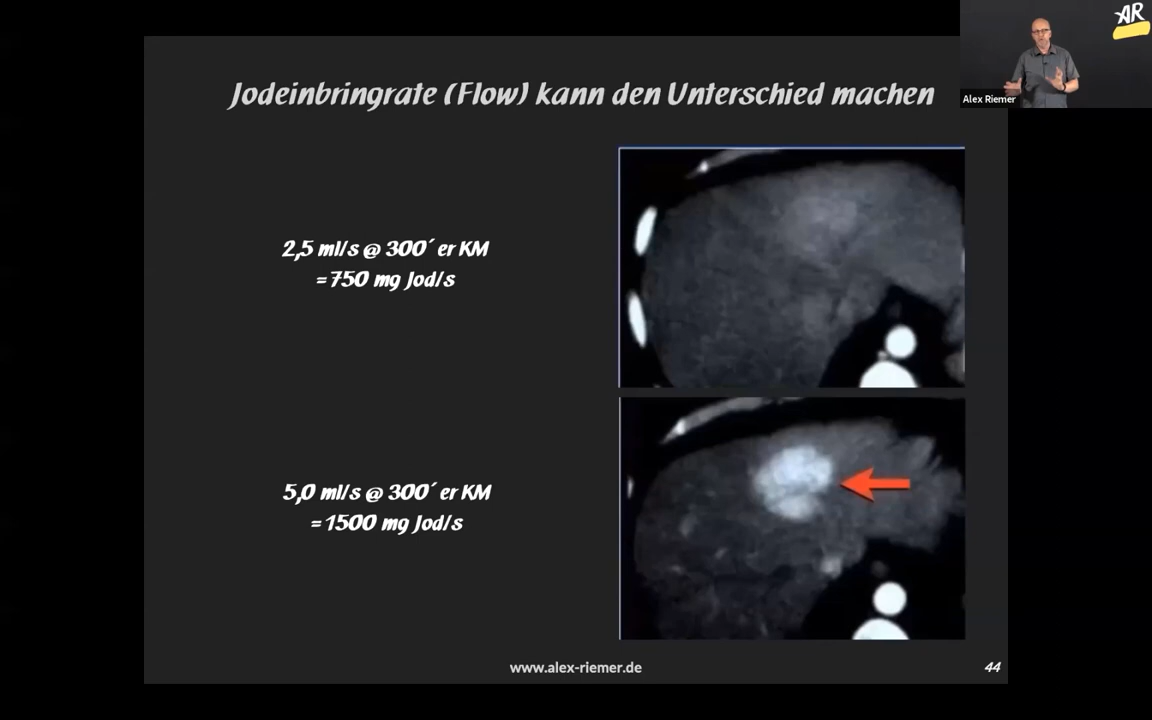 AR
Alex Riemer
Jodeinbringrate (Flow) kann den Unterschied machen
2,5 ml/s @ 300´er KM
= 750 mg Jod/s
5,0 ml/s @ 300´er KM
= 1500 mg Jod/s
www.alex-riemer.de
44